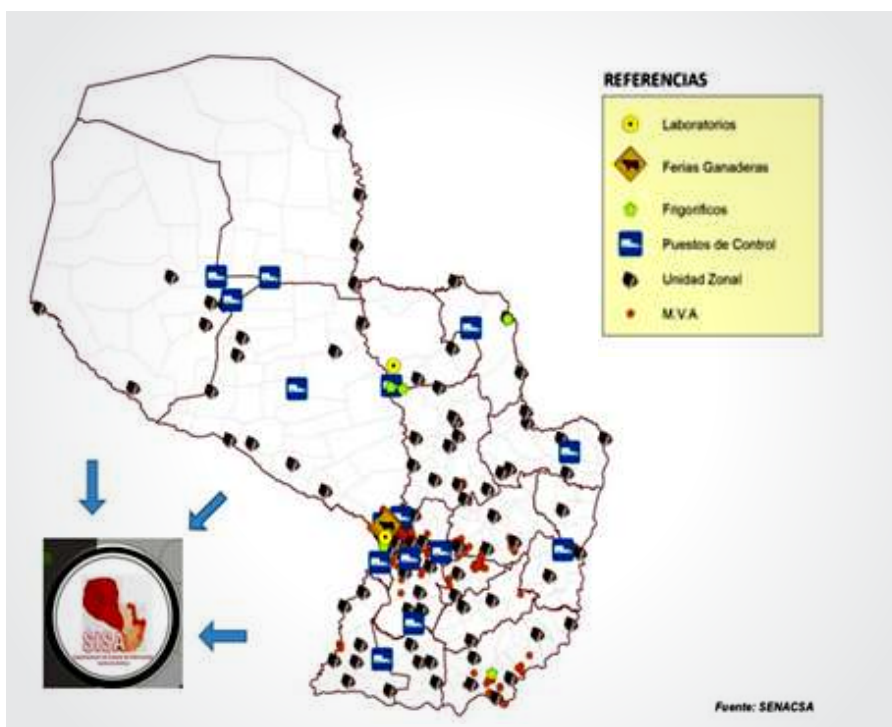 REFERENCIAS
Laboratorios
Ferias Ganaderas
Frigoríficos
Puestos de Control
Unidad Zonal
M.V.A.
SISA
Fuente: SENACSA